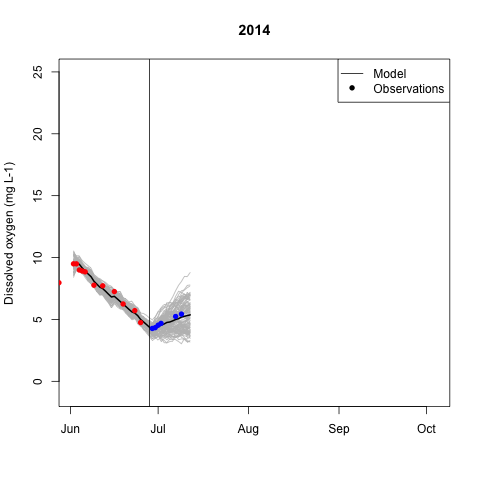 2014
Model
Observations
Dissolved oxygen (mg L-1)
25
20
15
10
5
0
Jun
Jul
Aug
Sep
Oct